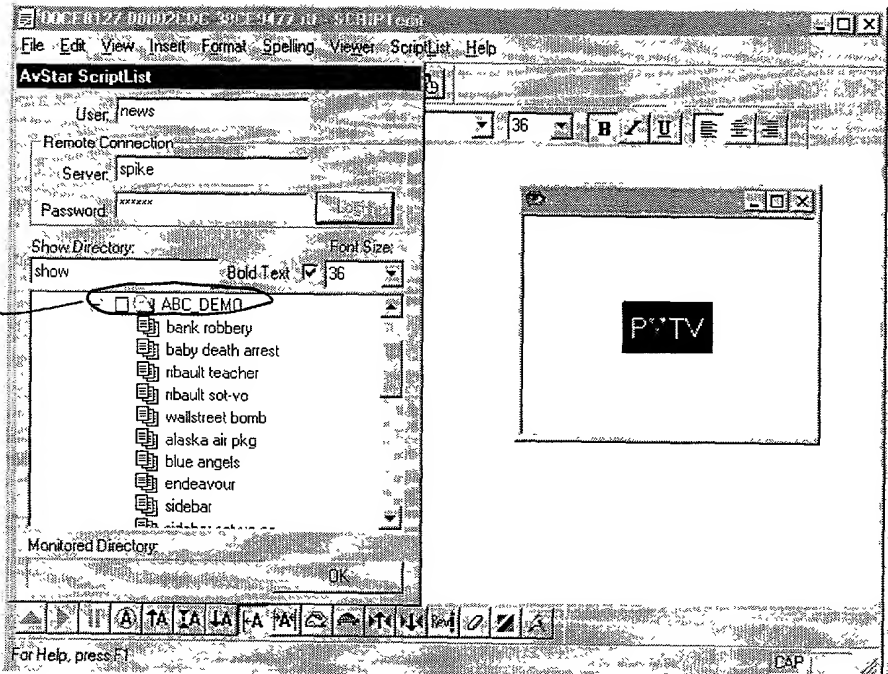 File Edit View Insert Format Spelling Viewer ScriptList Help
AvStar ScriptList
User: news
Remote Connection
Server: spike
Password: ××××××
Show Directory: Font Size:
show Bold Text 36
36 B I U
ABC_DEMO
bank robbery
baby death arrest
ribault teacher
ribault sot-vo
wallstreet bomb
alaska air pkg
blue angels
endeavour
sidebar
Monitored Directory:
OK
PVTV
For Help, press F1
CAP